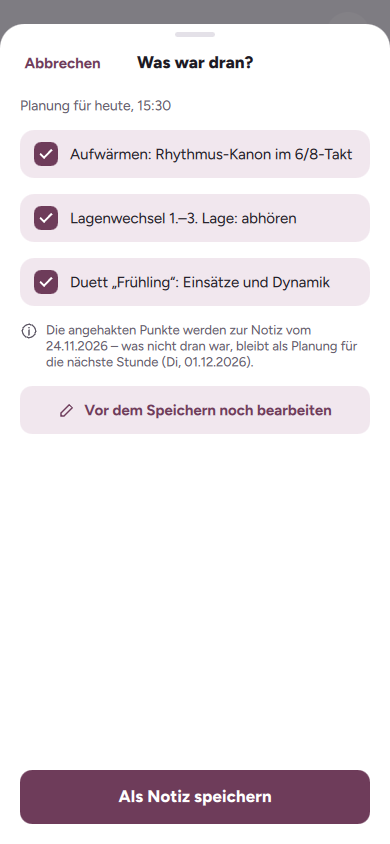 Abbrechen
Was war dran?
Planung für heute, 15:30
Aufwärmen: Rhythmus-Kanon im 6/8-Takt
Lagenwechsel 1.–3. Lage: abhören
Duett „Frühling“: Einsätze und Dynamik
Die angehakten Punkte werden zur Notiz vom
24.11.2026 – was nicht dran war, bleibt als Planung für
die nächste Stunde (Di, 01.12.2026).
Vor dem Speichern noch bearbeiten
Als Notiz speichern